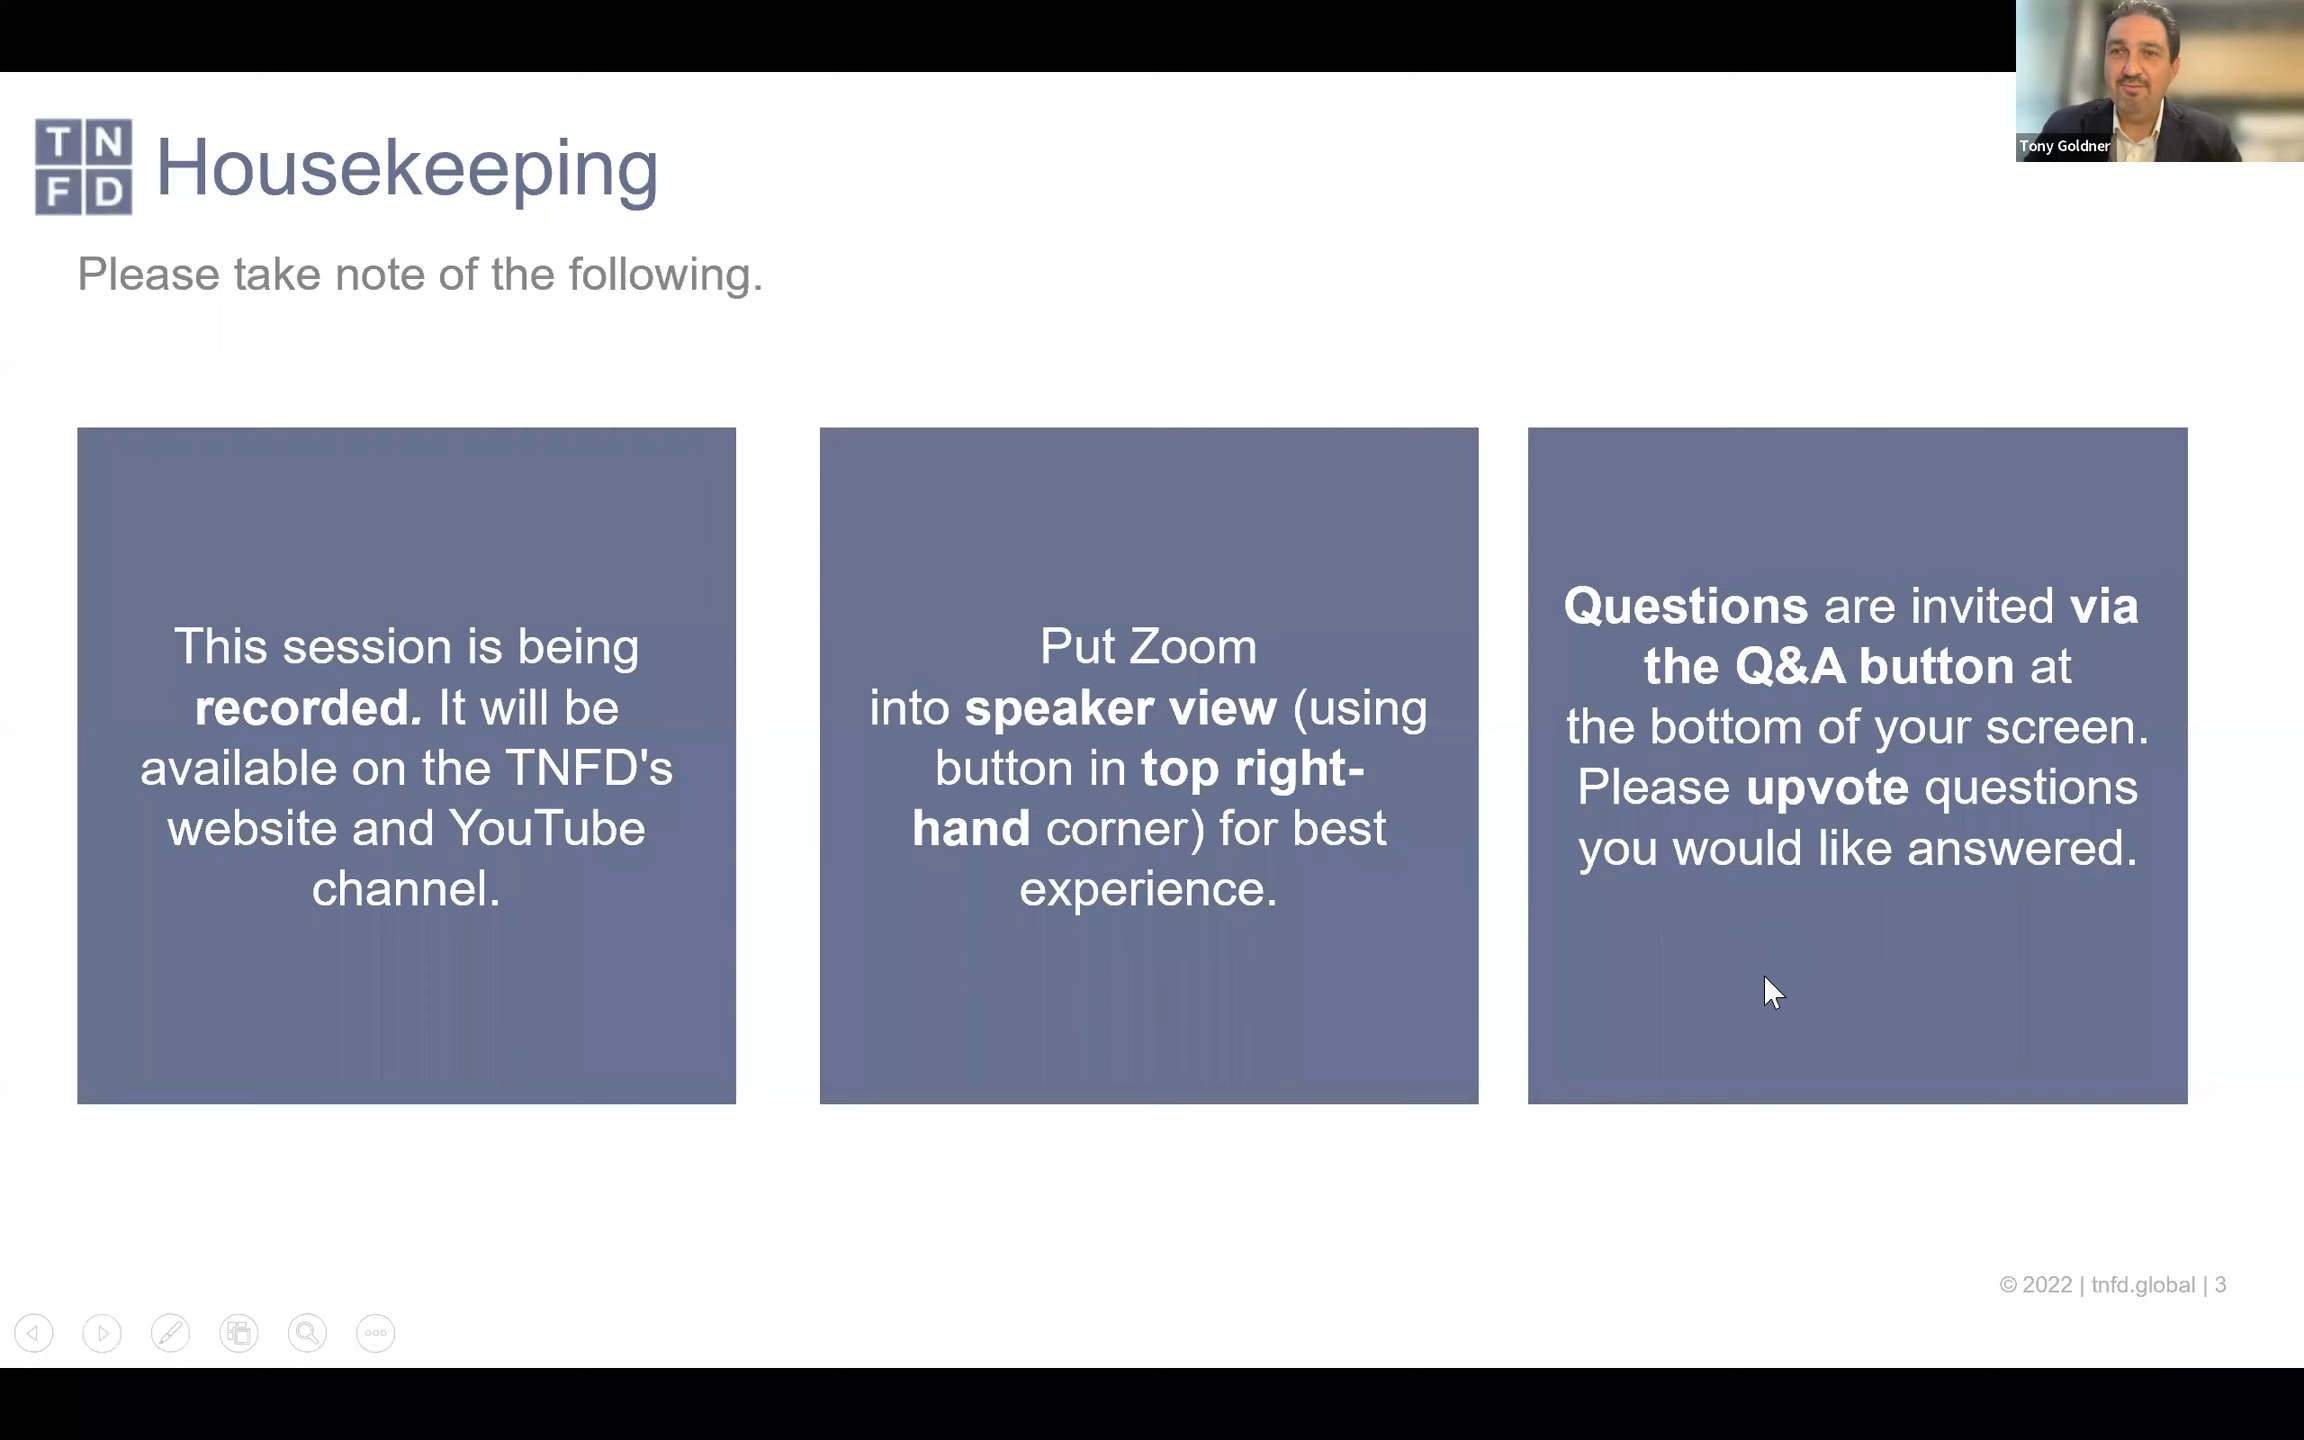 Tony Goldner
T N
F D
Housekeeping
Please take note of the following.
This session is being
recorded. It will be
available on the TNFD's
website and YouTube
channel.
Put Zoom
into speaker view (using
button in top right-
hand corner) for best
experience.
Questions are invited via
the Q&A button at
the bottom of your screen.
Please upvote questions
you would like answered.
© 2022 | tnfd.global | 3